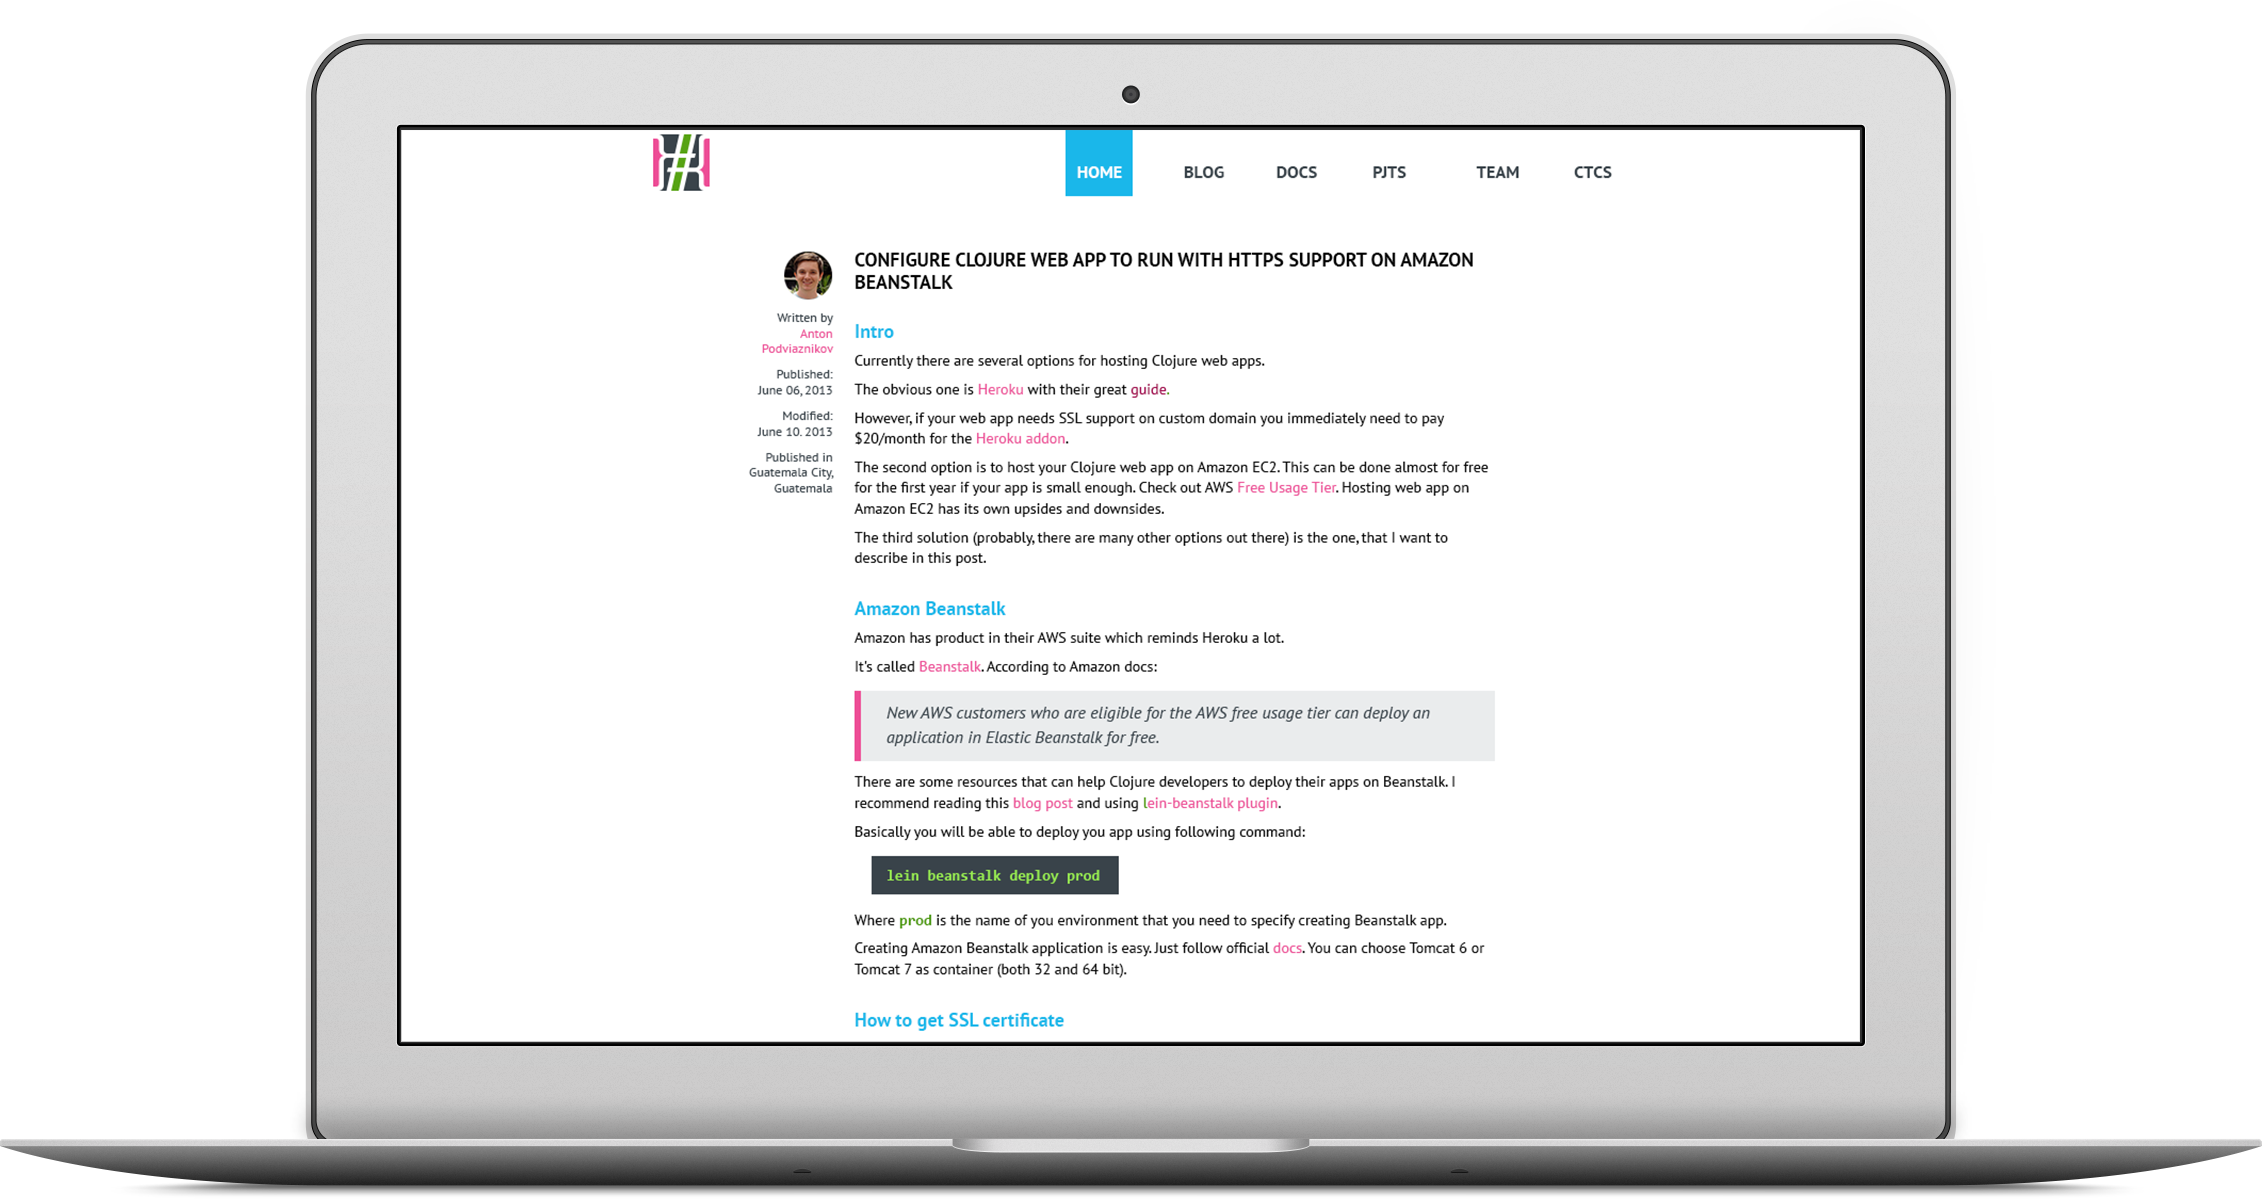 HOME BLOG DOCS PJTS TEAM CTCS
CONFIGURE CLOJURE WEB APP TO RUN WITH HTTPS SUPPORT ON AMAZON
BEANSTALK
Written by
Anton
Podviaznikov
Published:
June 06, 2013
Modified:
June 10. 2013
Published in
Guatemala City,
Guatemala
Intro
Currently there are several options for hosting Clojure web apps.
The obvious one is Heroku with their great guide.
However, if your web app needs SSL support on custom domain you immediately need to pay
$20/month for the Heroku addon.
The second option is to host your Clojure web app on Amazon EC2. This can be done almost for free
for the first year if your app is small enough. Check out AWS Free Usage Tier. Hosting web app on
Amazon EC2 has its own upsides and downsides.
The third solution (probably, there are many other options out there) is the one, that I want to
describe in this post.
Amazon Beanstalk
Amazon has product in their AWS suite which reminds Heroku a lot.
It's called Beanstalk. According to Amazon docs:
New AWS customers who are eligible for the AWS free usage tier can deploy an
application in Elastic Beanstalk for free.
There are some resources that can help Clojure developers to deploy their apps on Beanstalk. I
recommend reading this blog post and using lein-beanstalk plugin.
Basically you will be able to deploy you app using following command:
lein beanstalk deploy prod
Where prod is the name of you environment that you need to specify creating Beanstalk app.
Creating Amazon Beanstalk application is easy. Just follow official docs. You can choose Tomcat 6 or
Tomcat 7 as container (both 32 and 64 bit).
How to get SSL certificate